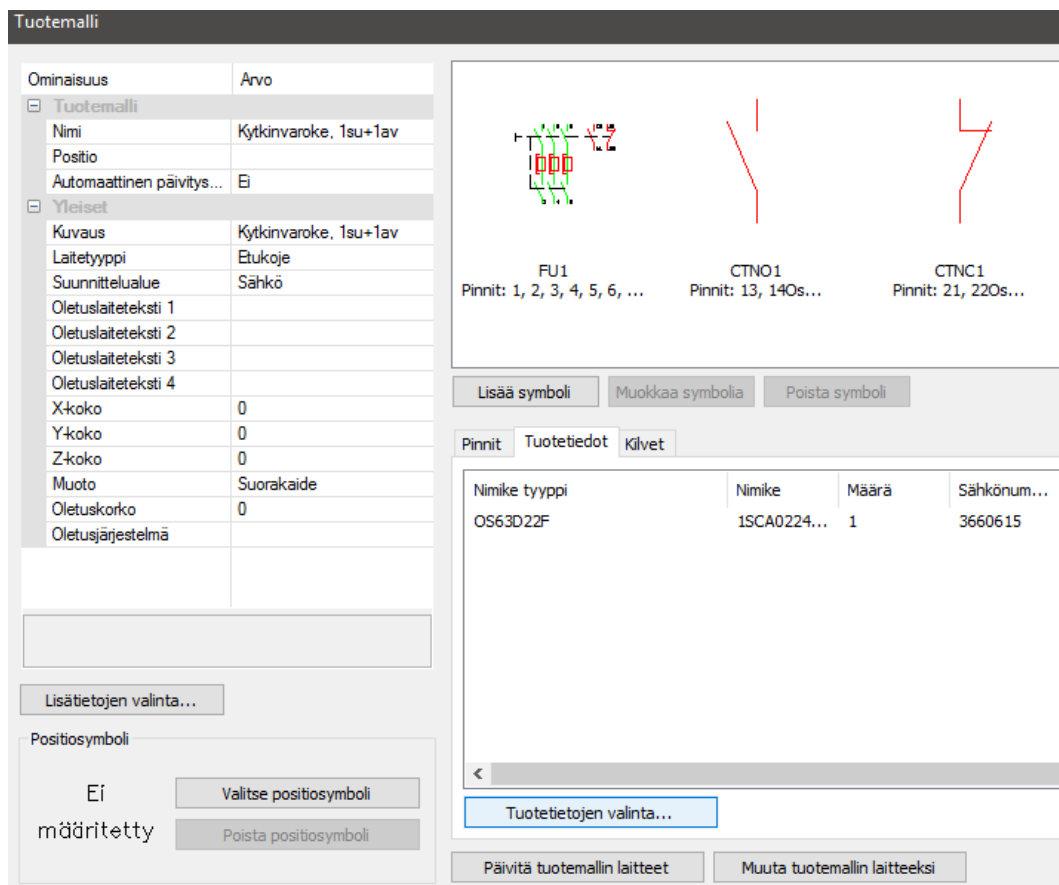 Tuotemalli
Ominaisuus Arvo
Tuotemalli
Nimi Kytkinvaroke, 1su+1av
Positio
Automaattinen päivitys... Ei
Yleiset
Kuvaus Kytkinvaroke, 1su+1av
Laitetyyppi Etukoje
Suunnittelualue Sähkö
Oletuslaiteteksti 1
Oletuslaiteteksti 2
Oletuslaiteteksti 3
Oletuslaiteteksti 4
X-koko 0
Y-koko 0
Z-koko 0
Muoto Suorakaide
Oletuskorko 0
Oletusjärjestelmä
Lisätietojen valinta...
Positiosymboli
Ei
määritetty
Valitse positiosymboli
Poista positiosymboli
FU1
Pinnit: 1, 2, 3, 4, 5, 6, ...
CTNO1
Pinnit: 13, 14Os...
CTNC1
Pinnit: 21, 22Os...
Lisää symboli Muokkaa symbolia Poista symboli
Pinnit Tuotetiedot Kilvet
Nimike tyyppi Nimike Määrä Sähkönum...
OS63D22F 1SCA0224... 1 3660615
Tuotetietojen valinta...
Päivitä tuotemallin laitteet Muuta tuotemallin laitteeksi